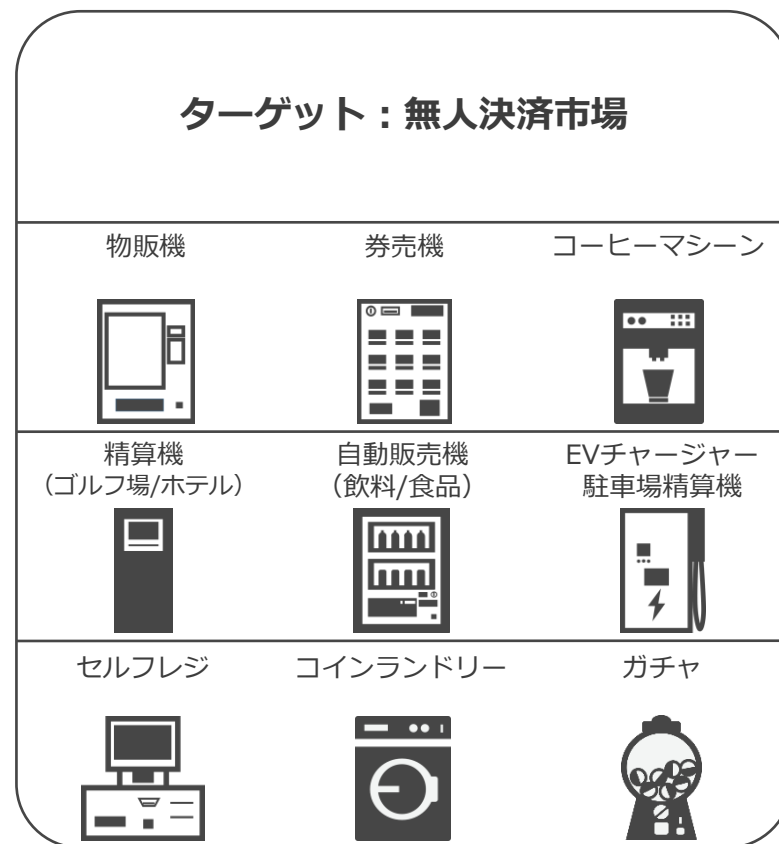 ターゲット：無人決済市場
物販機
券売機
コーヒーマシーン
精算機
（ゴルフ場/ホテル）
自動販売機
（飲料/食品）
EVチャージャー
駐車場精算機
セルフレジ
コインランドリー
ガチャ